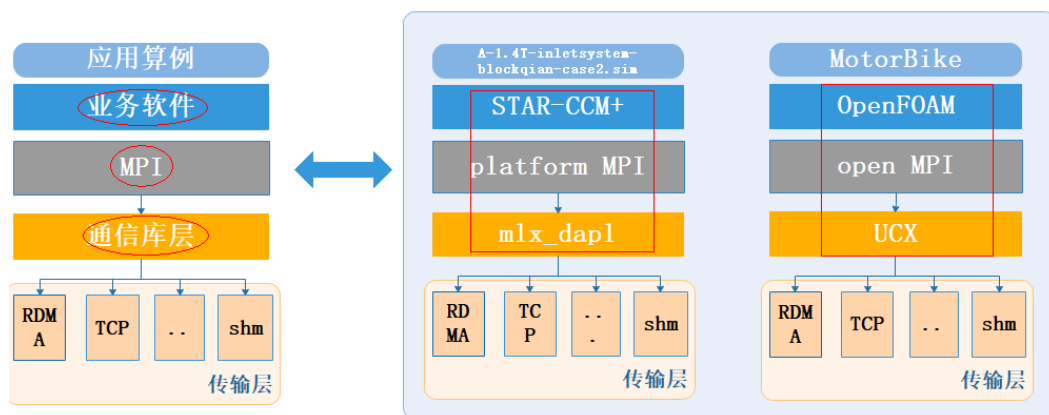 应用算例
业务软件
MPI
通信库层
RDM
A
TCP
..
shm
传输层
A-1.4T-inletsystem-
blockqian-case2.sim
STAR-CCM+
platform MPI
mlx_dapl
RD
MA
TC
P
..
.
shm
传输层
MotorBike
OpenFOAM
open MPI
UCX
RDM
A
TCP
..
shm
传输层